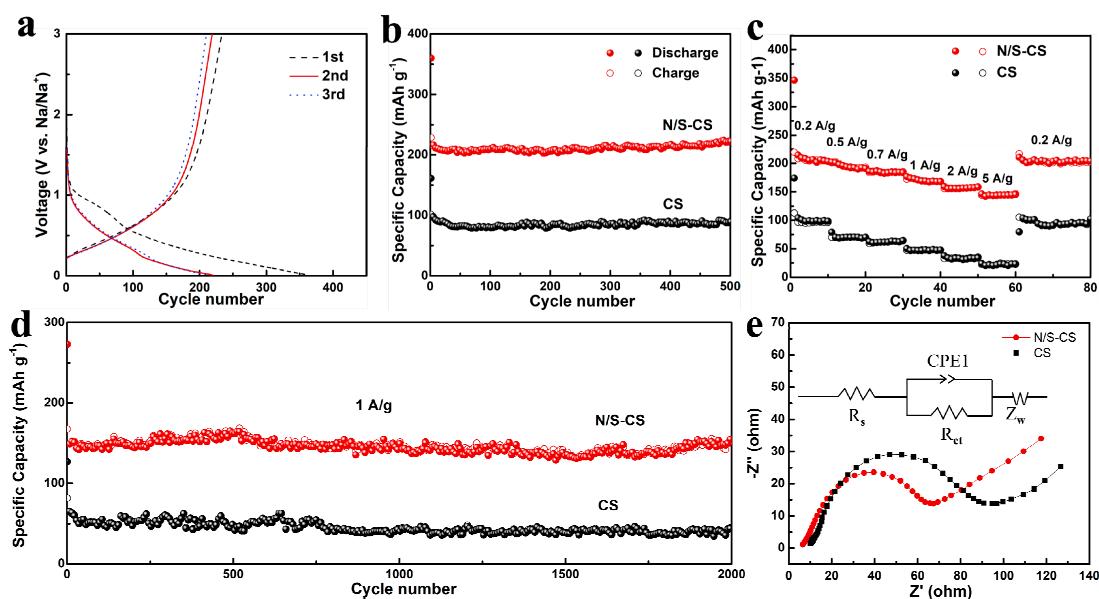 a
Voltage (V vs. Na/Na+)
3
2
1
0
1st
2nd
3rd
0 100 200 300 400
Cycle number
b
Specific Capacity (mAh g-1)
400
300
200
100
0
Discharge
Charge
N/S-CS
CS
0 100 200 300 400 500
Cycle number
c
Specific Capacity (mAh g-1)
400
350
300
250
200
150
100
50
0
N/S-CS
CS
0.2 A/g
0.5 A/g
0.7 A/g
1 A/g
2 A/g
5 A/g
0.2 A/g
0 20 40 60 80
Cycle number
d
Specific Capacity (mAh g-1)
300
200
100
0
1 A/g
N/S-CS
CS
0 500 1000 1500 2000
Cycle number
e
-Z'' (ohm)
-70
-60
50
40
30
20
10
0
N/S-CS
CS
CPE1
Rs
Rct
Zw
0 20 40 60 80 100 120 140
Z' (ohm)